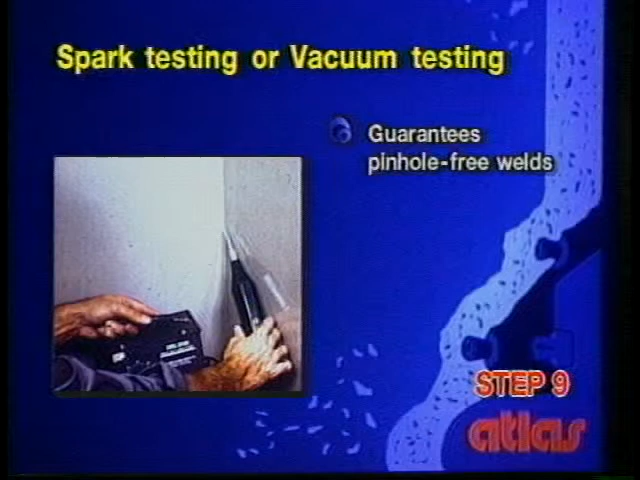 Spark testing or Vacuum testing
Guarantees
pinhole-free welds
STEP 9
atlas